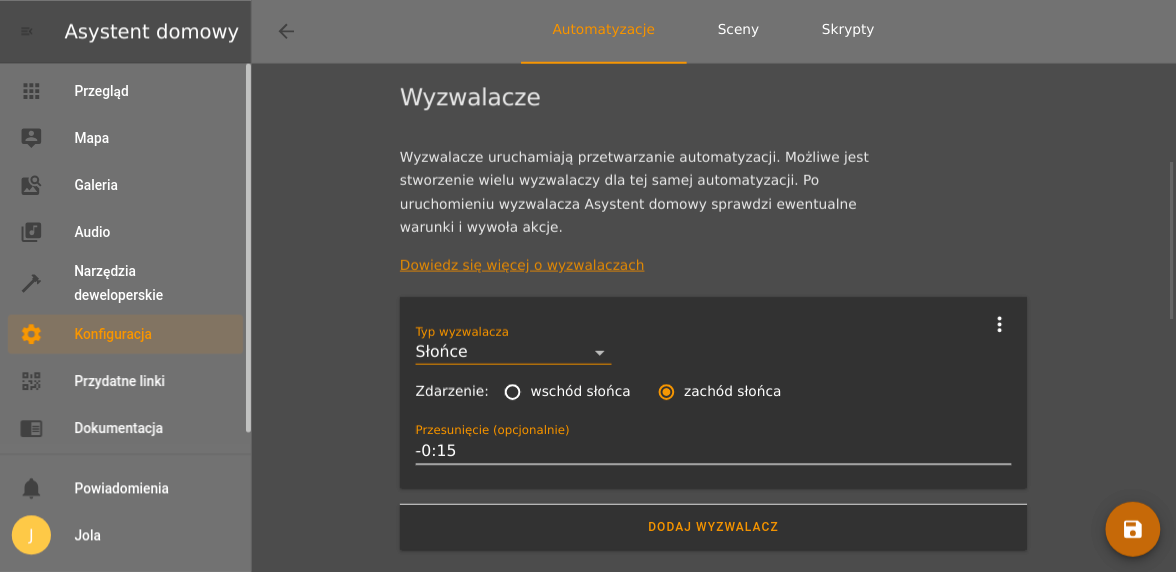 Asystent domowy
Automatyzacje
Sceny
Skrypty
Przegląd
Mapa
Galeria
Audio
Narzędzia
deweloperskie
Konfiguracja
Przydatne linki
Dokumentacja
Powiadomienia
J
Jola
Wyzwalacze
Wyzwalacze uruchamiają przetwarzanie automatyzacji. Możliwe jest
stworzenie wielu wyzwalaczy dla tej samej automatyzacji. Po
uruchomieniu wyzwalacza Asystent domowy sprawdzi ewentualne
warunki i wywoła akcje.
Dowiedz się więcej o wyzwalaczach
Typ wyzwalacza
Słońce
Zdarzenie: wschód słońca zachód słońca
Przesunięcie (opcjonalnie)
-0:15
DODAJ WYZWALACZ